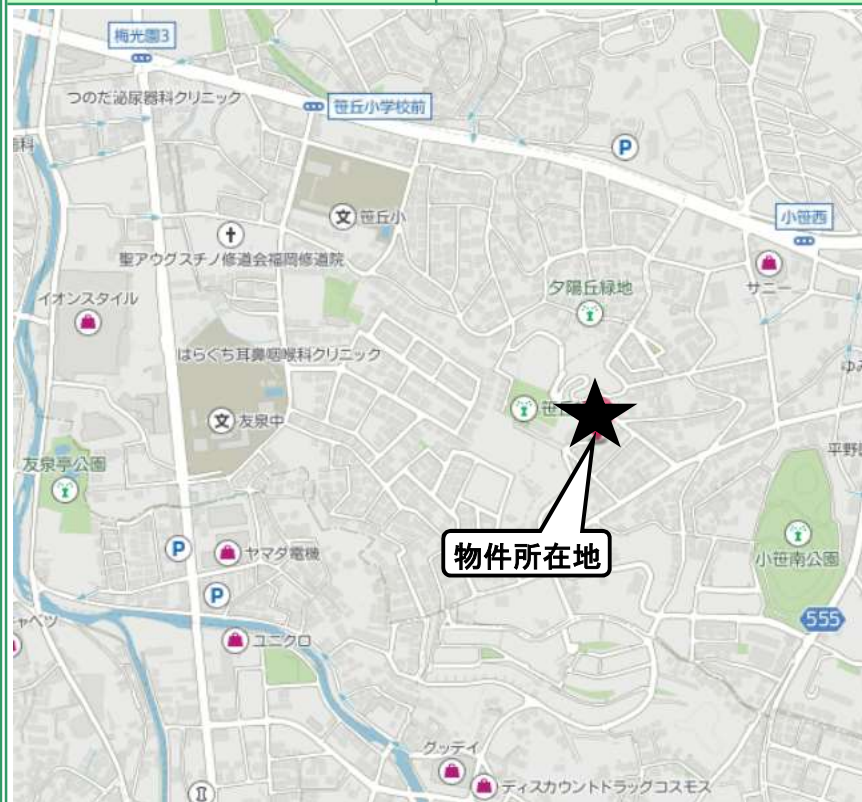 梅光園3
つのだ泌尿器科クリニック
笹丘小学校前
P
文 笹丘小
小笹西
聖アウグスチノ修道会福岡修道院
サニー
夕陽丘緑地
イオンスタイル
はらぐち耳鼻咽喉科クリニック
笹丘
文 友泉中
友泉亭公園
物件所在地
小笹南公園
P
ヤマダ電機
P
555
ユニクロ
グッデイ
ディスカウントドラッグコスモス